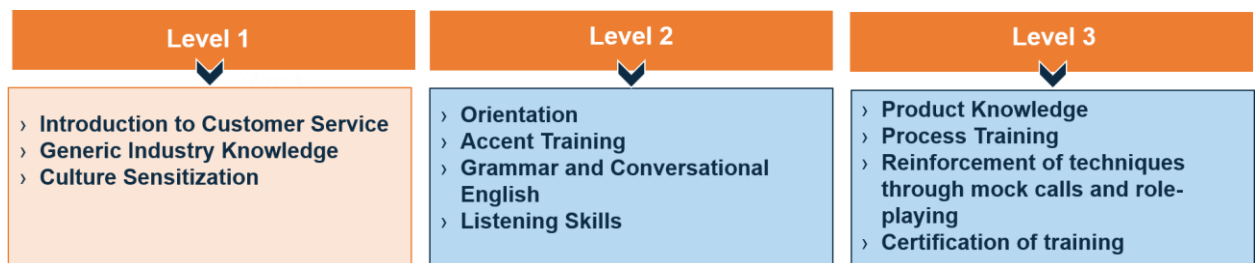 Level 1
› Introduction to Customer Service
› Generic Industry Knowledge
› Culture Sensitization
Level 2
› Orientation
› Accent Training
› Grammar and Conversational
English
› Listening Skills
Level 3
› Product Knowledge
› Process Training
› Reinforcement of techniques
through mock calls and role-
playing
› Certification of training